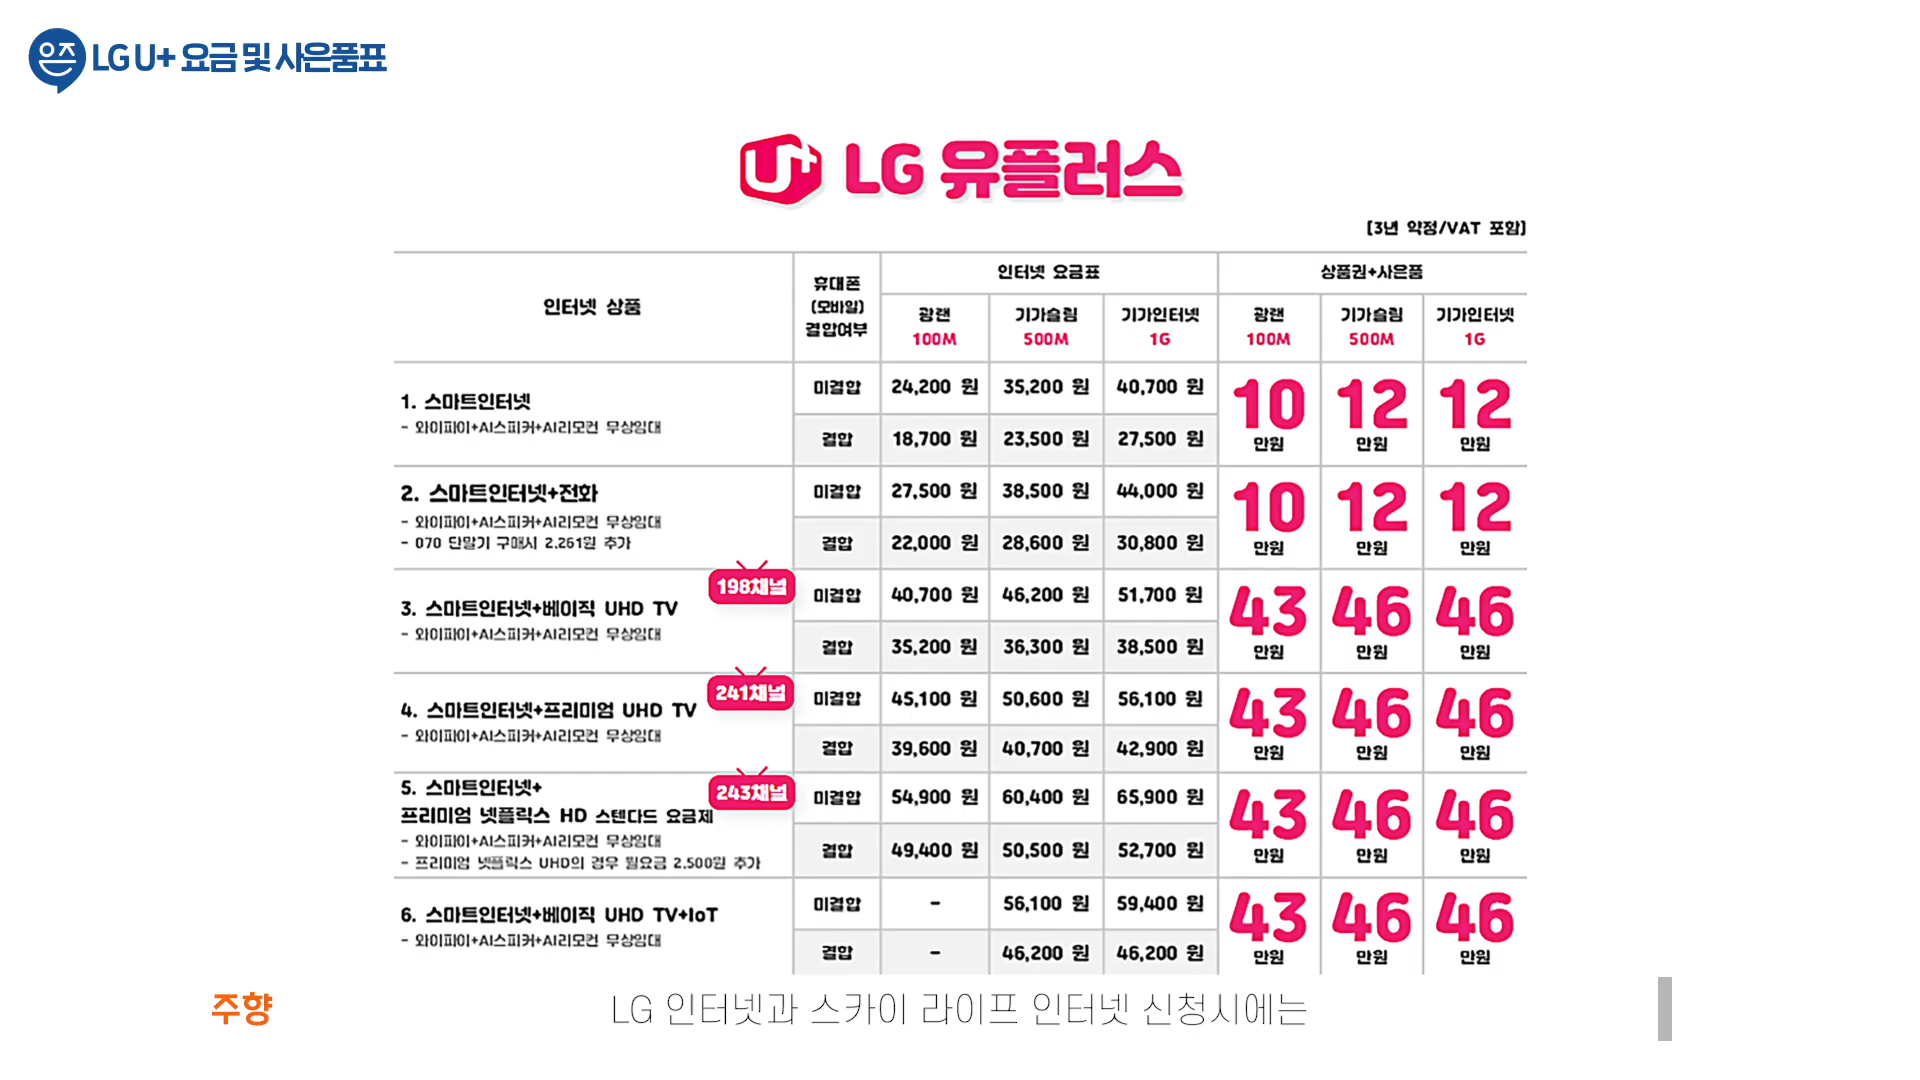 은즈 LG U+ 요금 및 사은품표
U+ LG 유플러스
[3년 약정/VAT 포함]
인터넷 상품
휴대폰
(모바일)
결합여부
인터넷 요금표
상품권+사은품
광랜 기가슬림 기가인터넷 광랜 기가슬림 기가인터넷
100M 500M 1G 100M 500M 1G
1. 스마트인터넷
- 와이파이+AI스피커+AI리모컨 무상임대
미결합 24,200 원 35,200 원 40,700 원
결합 18,700 원 23,500 원 27,500 원
10 만원 12 만원 12 만원
2. 스마트인터넷+전화
- 와이파이+AI스피커+AI리모컨 무상임대
- 070 단말기 구매시 2,261원 추가
미결합 27,500 원 38,500 원 44,000 원
결합 22,000 원 28,600 원 30,800 원
10 만원 12 만원 12 만원
198채널
3. 스마트인터넷+베이직 UHD TV
- 와이파이+AI스피커+AI리모컨 무상임대
미결합 40,700 원 46,200 원 51,700 원
결합 35,200 원 36,300 원 38,500 원
43 만원 46 만원 46 만원
241채널
4. 스마트인터넷+프리미엄 UHD TV
- 와이파이+AI스피커+AI리모컨 무상임대
미결합 45,100 원 50,600 원 56,100 원
결합 39,600 원 40,700 원 42,900 원
43 만원 46 만원 46 만원
243채널
5. 스마트인터넷+
프리미엄 넷플릭스 HD 스텐다드 요금제
- 와이파이+AI스피커+AI리모컨 무상임대
- 프리미엄 넷플릭스 UHD의 경우 월요금 2,500원 추가
미결합 54,900 원 60,400 원 65,900 원
결합 49,400 원 50,500 원 52,700 원
43 만원 46 만원 46 만원
6. 스마트인터넷+베이직 UHD TV+IoT
- 와이파이+AI스피커+AI리모컨 무상임대
미결합 - 56,100 원 59,400 원
결합 - 46,200 원 46,200 원
43 만원 46 만원 46 만원
주향
LG 인터넷과 스카이 라이프 인터넷 신청시에는